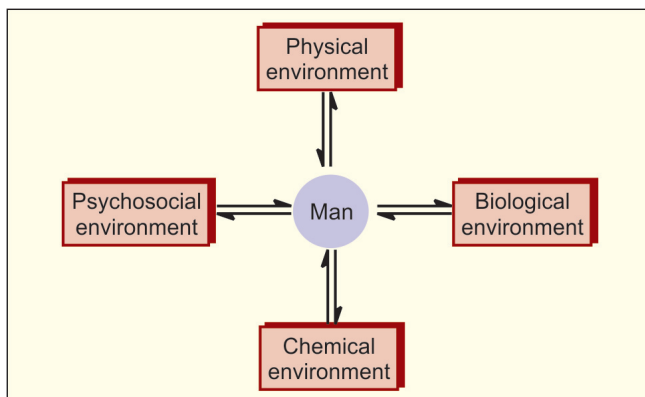 Physical
environment
Psychosocial
environment
Man
Biological
environment
Chemical
environment